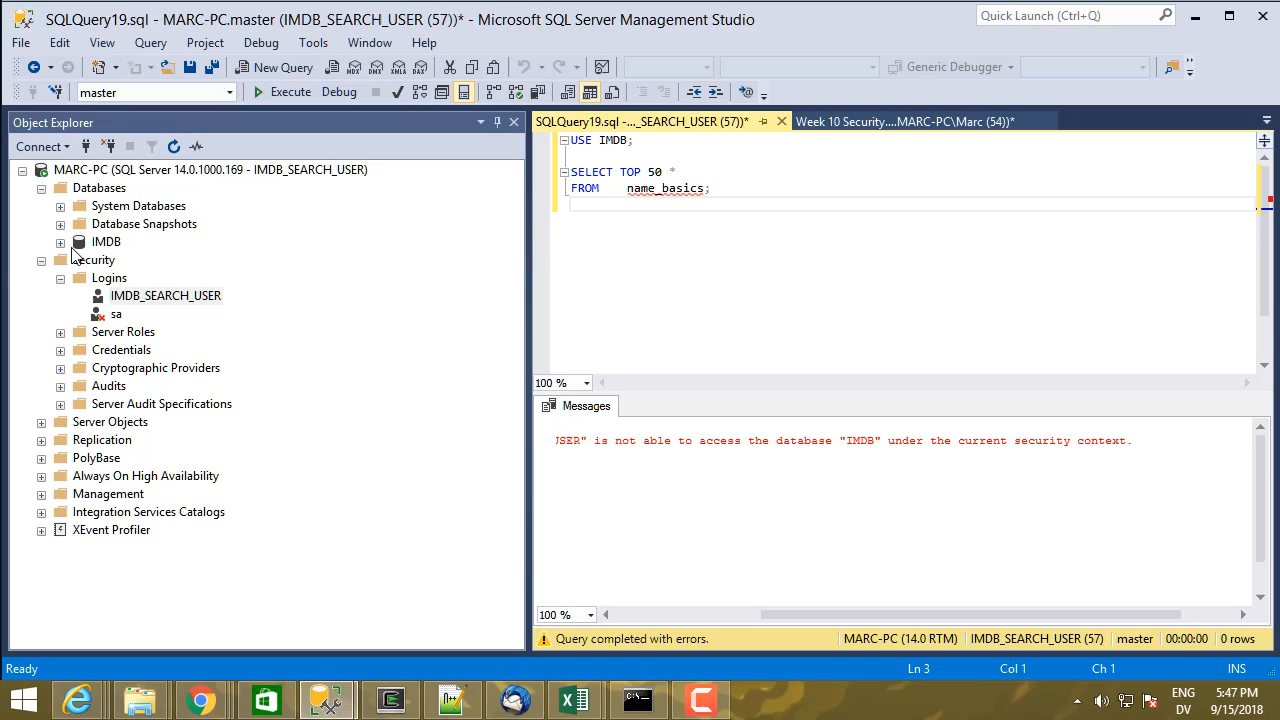 SQLQuery19.sql - MARC-PC.master (IMDB_SEARCH_USER (57))* - Microsoft SQL Server Management Studio
Quick Launch (Ctrl+Q)
File Edit View Query Project Debug Tools Window Help
New Query
MDX DMX XMLA DAX
Generic Debugger
master
Execute Debug
Object Explorer
SQLQuery19.sql -..._SEARCH_USER (57))*
Week 10 Security....MARC-PC\Marc (54))*
Connect
MARC-PC (SQL Server 14.0.1000.169 - IMDB_SEARCH_USER)
Databases
System Databases
Database Snapshots
IMDB
ecurity
Logins
IMDB_SEARCH_USER
sa
Server Roles
Credentials
Cryptographic Providers
Audits
Server Audit Specifications
Server Objects
Replication
PolyBase
Always On High Availability
Management
Integration Services Catalogs
XEvent Profiler
USE IMDB;
SELECT TOP 50 *
FROM name_basics;
100 %
Messages
USER" is not able to access the database "IMDB" under the current security context.
100 %
Query completed with errors.
MARC-PC (14.0 RTM) IMDB_SEARCH_USER (57) master 00:00:00 0 rows
Ready
Ln 3 Col 1 Ch 1 INS
ENG
DV
5:47 PM
9/15/2018